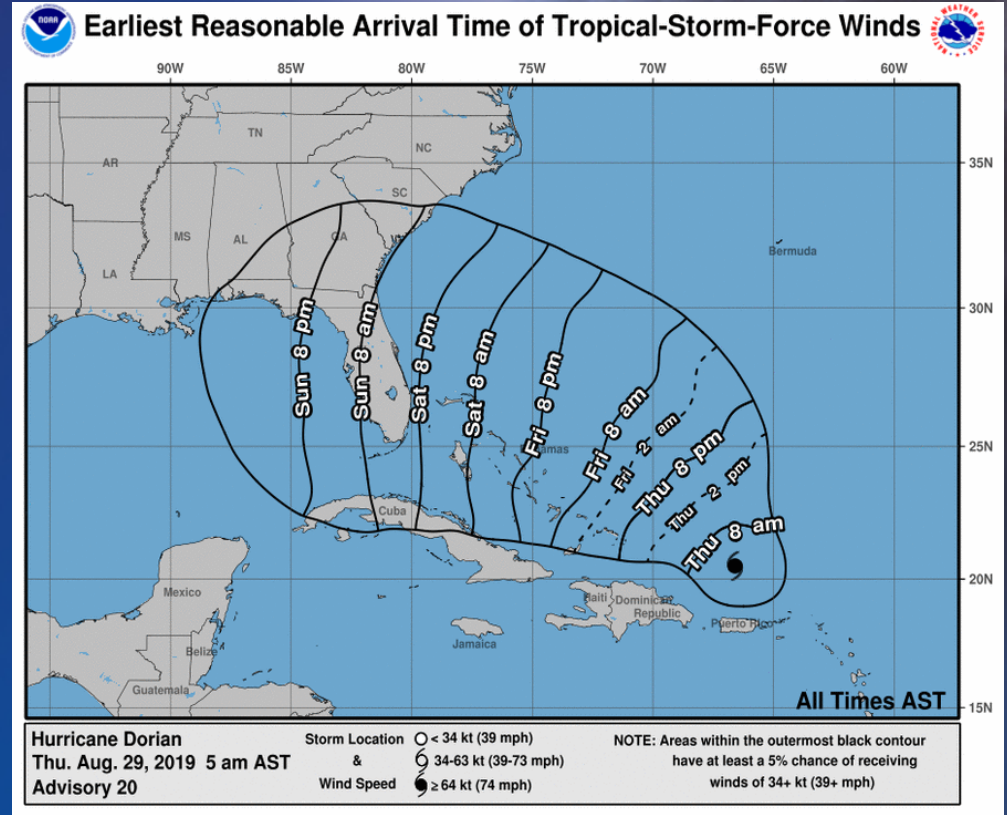 NOAA
Earliest Reasonable Arrival Time of Tropical-Storm-Force Winds
NATIONAL WEATHER SERVICE
90W 85W 80W 75W 70W 65W 60W
35N
30N
25N
20N
15N
TN
NC
AR
SC
MS
AL
GA
LA
Bermuda
Sun 8 pm
Sun 8 am
Sat 8 pm
Sat 8 am
Fri 8 pm
Fri 8 am
Fri 2 am
Thu 8 pm
Thu 2 pm
Thu 8 am
Cuba
Mexico
Belize
Guatemala
Jamaica
Haiti
Dominican
Republic
Puerto Rico
All Times AST
Hurricane Dorian
Thu. Aug. 29, 2019 5 am AST
Advisory 20
Storm Location
&
Wind Speed
< 34 kt (39 mph)
34-63 kt (39-73 mph)
≥ 64 kt (74 mph)
NOTE: Areas within the outermost black contour
have at least a 5% chance of receiving
winds of 34+ kt (39+ mph)